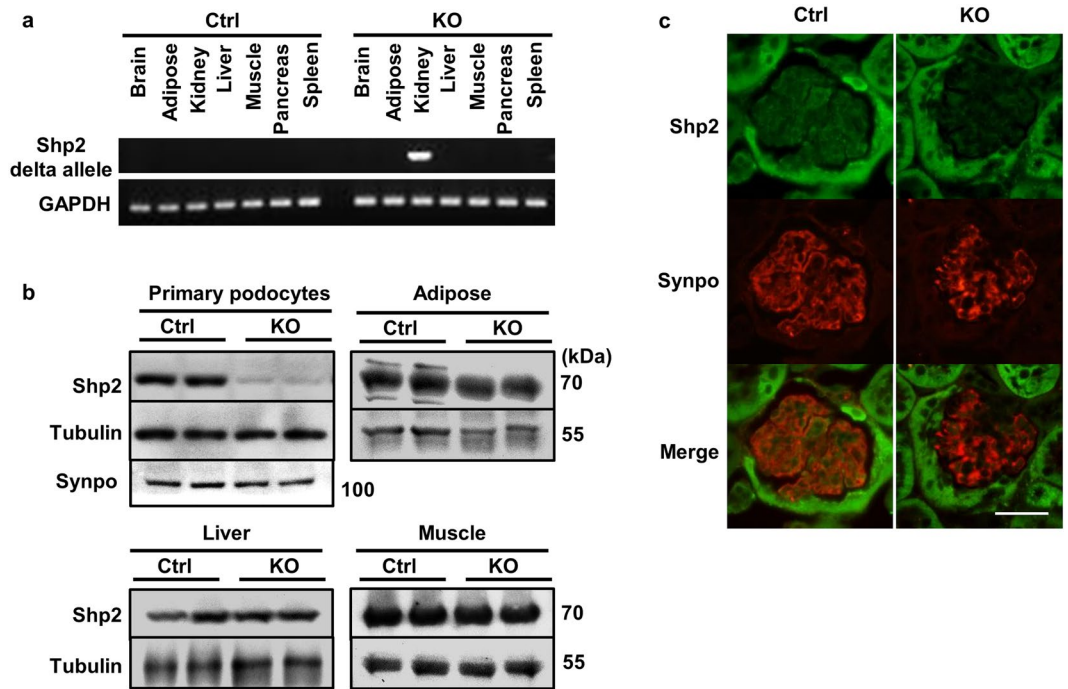 a
Ctrl KO
Brain Adipose Kidney Liver Muscle Pancreas Spleen Brain Adipose Kidney Liver Muscle Pancreas Spleen
Shp2
delta allele
GAPDH
b
Primary podocytes Adipose
Ctrl KO Ctrl KO
(kDa)
Shp2 70
Tubulin 55
Synpo 100
Liver Muscle
Ctrl KO Ctrl KO
Shp2 70
Tubulin 55
c
Ctrl KO
Shp2
Synpo
Merge